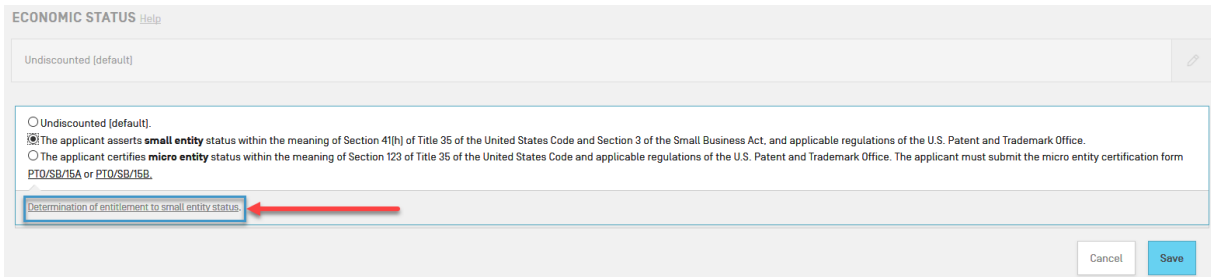 ECONOMIC STATUS Help
Undiscounted (default)
Undiscounted (default).
The applicant asserts small entity status within the meaning of Section 41(h) of Title 35 of the United States Code and Section 3 of the Small Business Act, and applicable regulations of the U.S. Patent and Trademark Office.
The applicant certifies micro entity status within the meaning of Section 123 of Title 35 of the United States Code and applicable regulations of the U.S. Patent and Trademark Office. The applicant must submit the micro entity certification form
PTO/SB/15A or PTO/SB/15B.
Determination of entitlement to small entity status.
Cancel Save